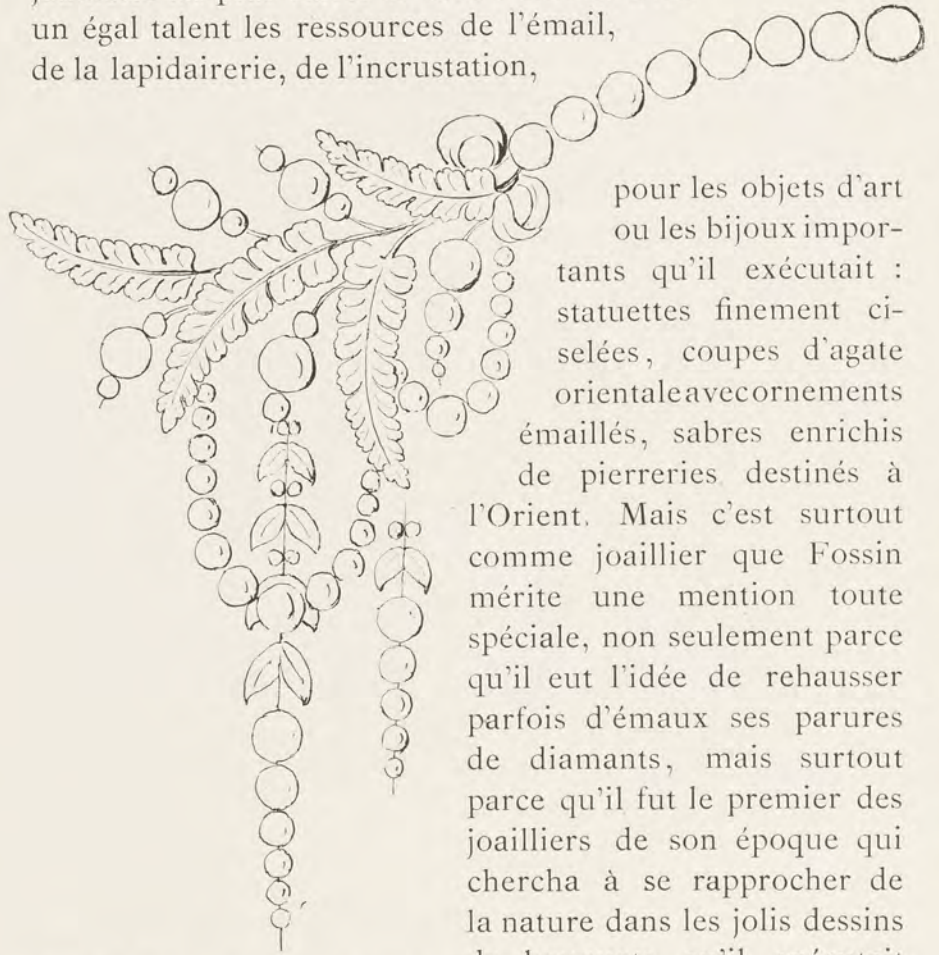 un égal talent les ressources de l'émail,
de la lapidairerie, de l'incrustation,
pour les objets d'art
ou les bijoux impor-
tants qu'il exécutait :
statuettes finement ci-
selées, coupes d'agate
orientale avec ornements
émaillés, sabres enrichis
de pierreries destinés à
l'Orient. Mais c'est surtout
comme joaillier que Fossin
mérite une mention toute
spéciale, non seulement parce
qu'il eut l'idée de rehausser
parfois d'émaux ses parures
de diamants, mais surtout
parce qu'il fut le premier des
joailliers de son époque qui
chercha à se rapprocher de
la nature dans les jolis dessins